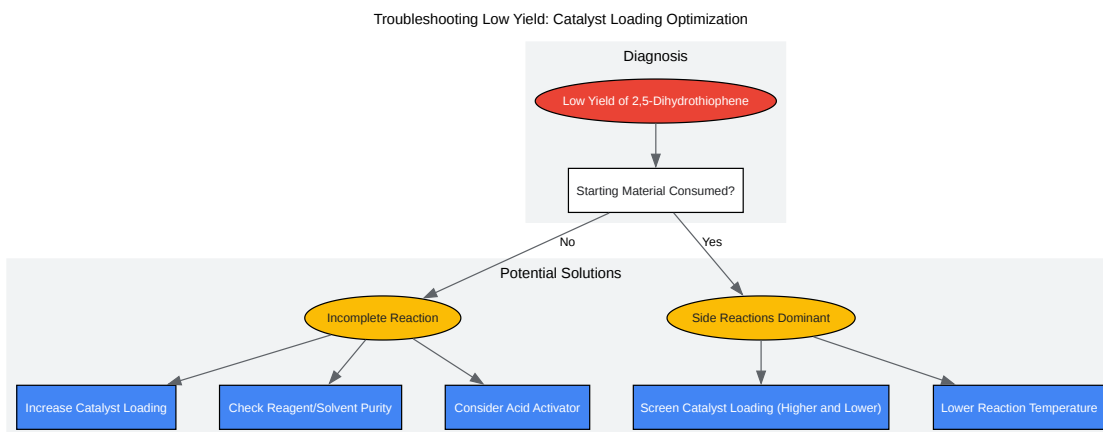 Troubleshooting Low Yield: Catalyst Loading Optimization
Diagnosis
Low Yield of 2,5-Dihydrothiophene
Starting Material Consumed?
No
Yes
Potential Solutions
Incomplete Reaction
Side Reactions Dominant
Increase Catalyst Loading
Check Reagent/Solvent Purity
Consider Acid Activator
Screen Catalyst Loading (Higher and Lower)
Lower Reaction Temperature